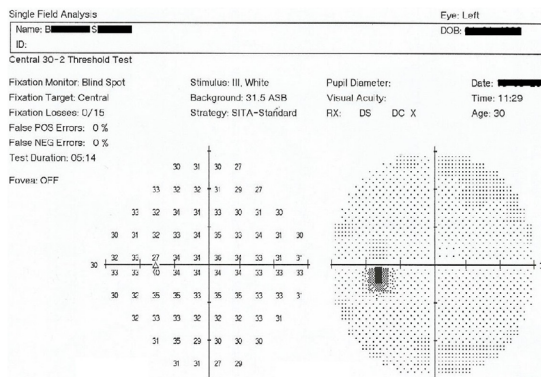 Single Field Analysis Eye: Left
Name: B S DOB:
ID:
Central 30-2 Threshold Test
Fixation Monitor: Blind Spot Stimulus: III, White Pupil Diameter: Date:
Fixation Target: Central Background: 31.5 ASB Visual Acuity: Time: 11:29
Fixation Losses: 0/15 Strategy: SITA-Standard RX: DS DC X Age: 30
False POS Errors: 0 %
False NEG Errors: 0 %
Test Duration: 05:14
Fovea: OFF
30 31 30 27
33 32 32 31 29 27
33 32 34 31 33 30 31 30
30 31 32 33 34 35 33 34 31 30
30 32 33 27 34 31 36 34 33 31
33 33 34 34 34 34 33 33
30 32 35 35 33 35 35 33 33
32 33 33 32 32 32 33 31
31 35 29 30 30 30
31 31 27 29